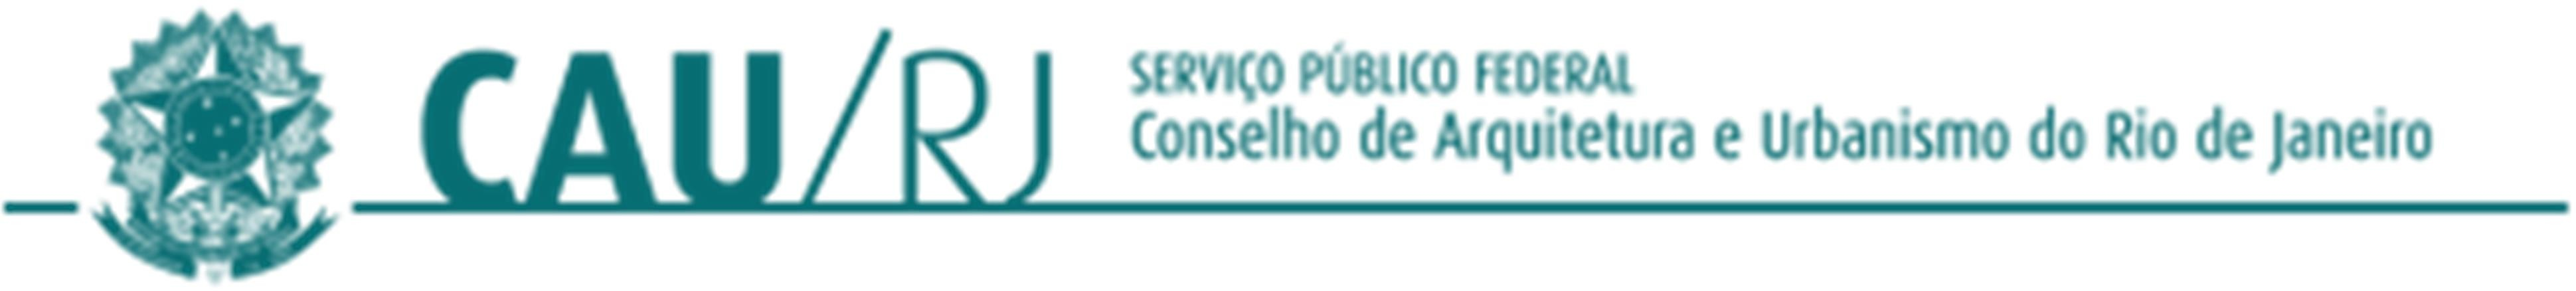 CAU/RJ
SERVIÇO PÚBLICO FEDERAL
Conselho de Arquitetura e Urbanismo do Rio de Janeiro